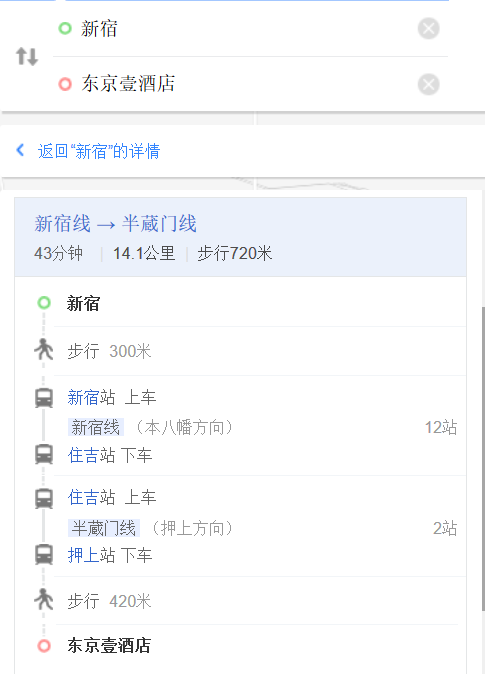 新宿
东京壹酒店
返回“新宿”的详情
新宿线 → 半蔵门线
43分钟 | 14.1公里 | 步行720米
新宿
步行 300米
新宿站 上车
新宿线 （本八幡方向） 12站
住吉站 下车
住吉站 上车
半蔵门线 （押上方向） 2站
押上站 下车
步行 420米
东京壹酒店